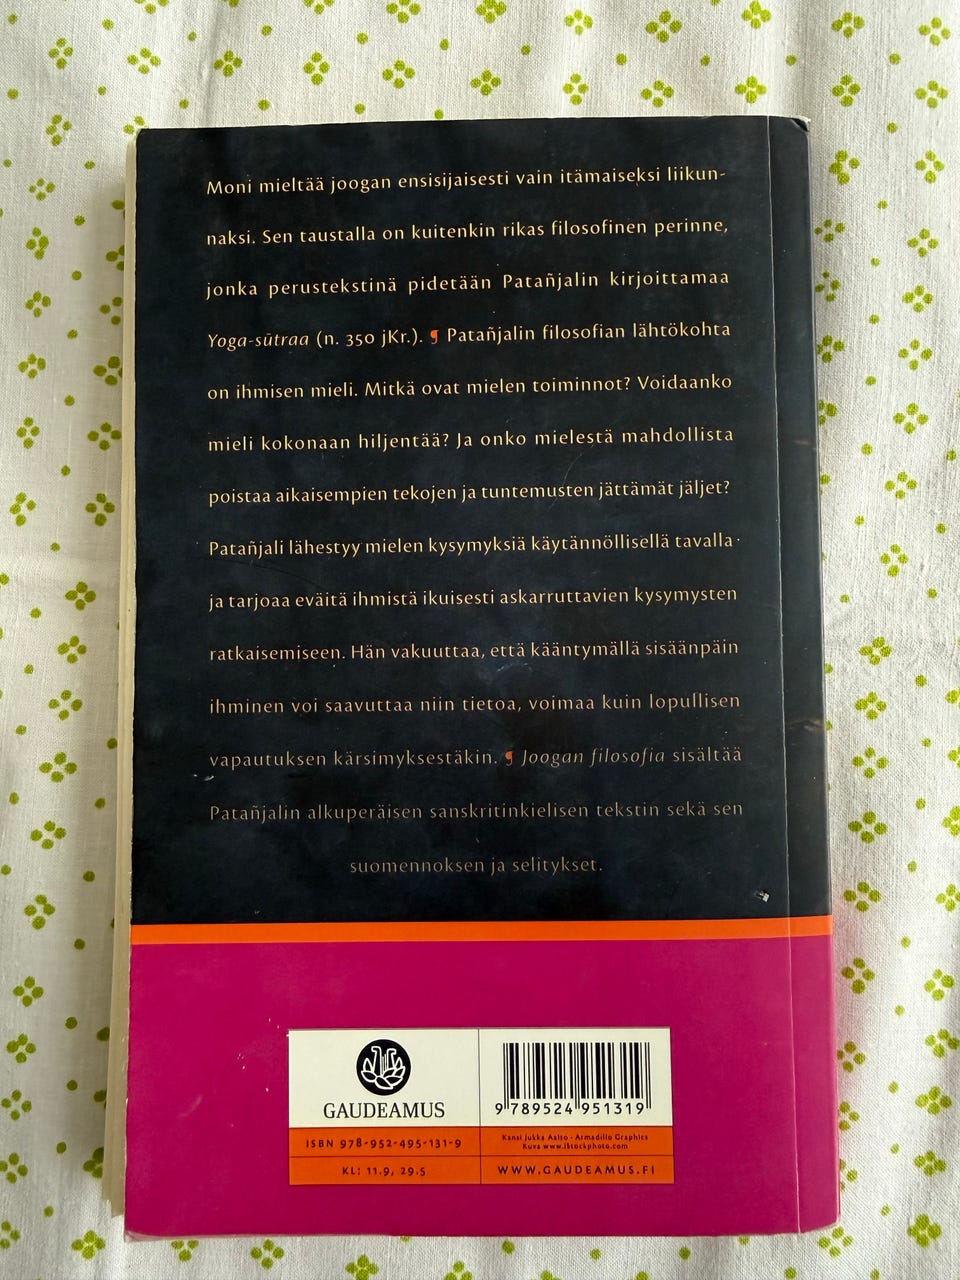 Moni mieltää joogan ensisijaisesti vain itämaiseksi liikun-
naksi. Sen taustalla on kuitenkin rikas filosofinen perinne,
jonka perustekstinä pidetään Patañjalin kirjoittamaa
Yoga-sūtraa (n. 350 jKr.). ¶ Patañjalin filosofian lähtökohta
on ihmisen mieli. Mitkä ovat mielen toiminnot? Voidaanko
mieli kokonaan hiljentää? Ja onko mielestä mahdollista
poistaa aikaisempien tekojen ja tuntemusten jättämät jäljet?
Patañjali lähestyy mielen kysymyksiä käytännöllisellä tavalla
ja tarjoaa eväitä ihmistä ikuisesti askarruttavien kysymysten
ratkaisemiseen. Hän vakuuttaa, että kääntymällä sisäänpäin
ihminen voi saavuttaa niin tietoa, voimaa kuin lopullisen
vapautuksen kärsimyksestäkin. ¶ Joogan filosofia sisältää
Patañjalin alkuperäisen sanskritinkielisen tekstin sekä sen
suomennoksen ja selitykset.
GAUDEAMUS
9 789524 951319
ISBN 978-952-495-131-9
Kansi Jukka Aalto · Armadillo Graphics
Kuva www.istockphoto.com
KL: 11.9, 29.5
WWW.GAUDEAMUS.FI